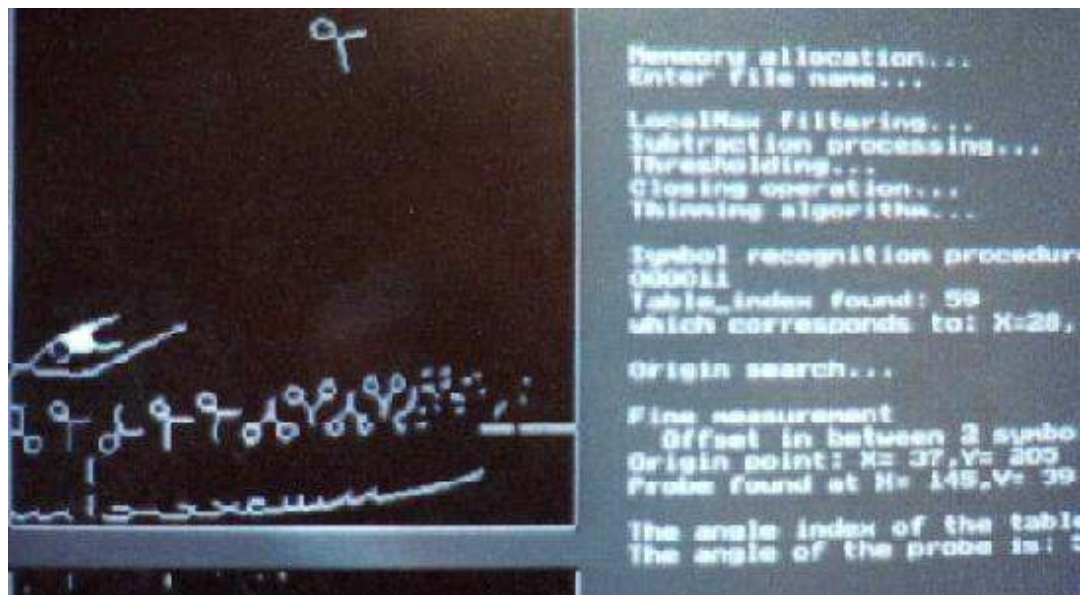 Memory allocation...
Enter file name...
LocalMax filtering...
Subtraction processing...
Thresholding...
Closing operation...
Thinning algorithm...
Symbol recognition procedure
000011
Table_index found: 59
which corresponds to: X=28,
Origin search...
Fine measurement
Offset in between 2 symbo
Origin point: X= 37,Y= 205
Probe found at X= 145,Y= 39
The angle index of the table
The angle of the probe is: